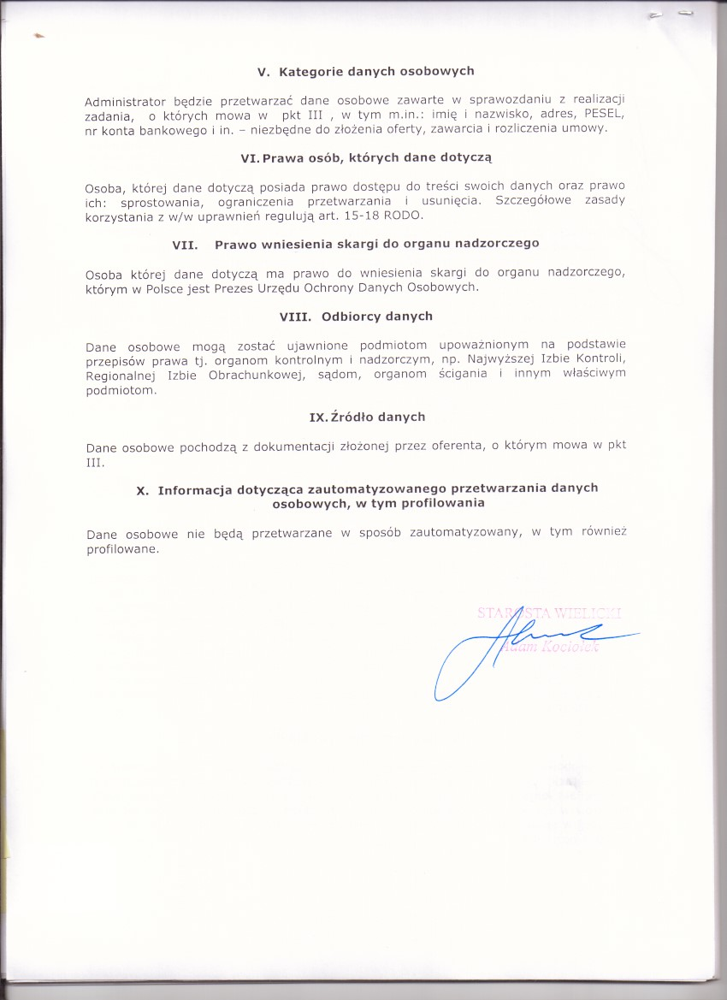 V. Kategorie danych osobowych
Administrator będzie przetwarzać dane osobowe zawarte w sprawozdaniu z realizacji
zadania, o których mowa w pkt III , w tym m.in.: imię i nazwisko, adres, PESEL,
nr konta bankowego i in. – niezbędne do złożenia oferty, zawarcia i rozliczenia umowy.
VI. Prawa osób, których dane dotyczą
Osoba, której dane dotyczą posiada prawo dostępu do treści swoich danych oraz prawo
ich: sprostowania, ograniczenia przetwarzania i usunięcia. Szczegółowe zasady
korzystania z w/w uprawnień regulują art. 15-18 RODO.
VII. Prawo wniesienia skargi do organu nadzorczego
Osoba której dane dotyczą ma prawo do wniesienia skargi do organu nadzorczego,
którym w Polsce jest Prezes Urzędu Ochrony Danych Osobowych.
VIII. Odbiorcy danych
Dane osobowe mogą zostać ujawnione podmiotom upoważnionym na podstawie
przepisów prawa tj. organom kontrolnym i nadzorczym, np. Najwyższej Izbie Kontroli,
Regionalnej Izbie Obrachunkowej, sądom, organom ścigania i innym właściwym
podmiotom.
IX. Źródło danych
Dane osobowe pochodzą z dokumentacji złożonej przez oferenta, o którym mowa w pkt
III.
X. Informacja dotycząca zautomatyzowanego przetwarzania danych
osobowych, w tym profilowania
Dane osobowe nie będą przetwarzane w sposób zautomatyzowany, w tym również
profilowane.
STAROSTA WIELICKI
Adam Kociołek